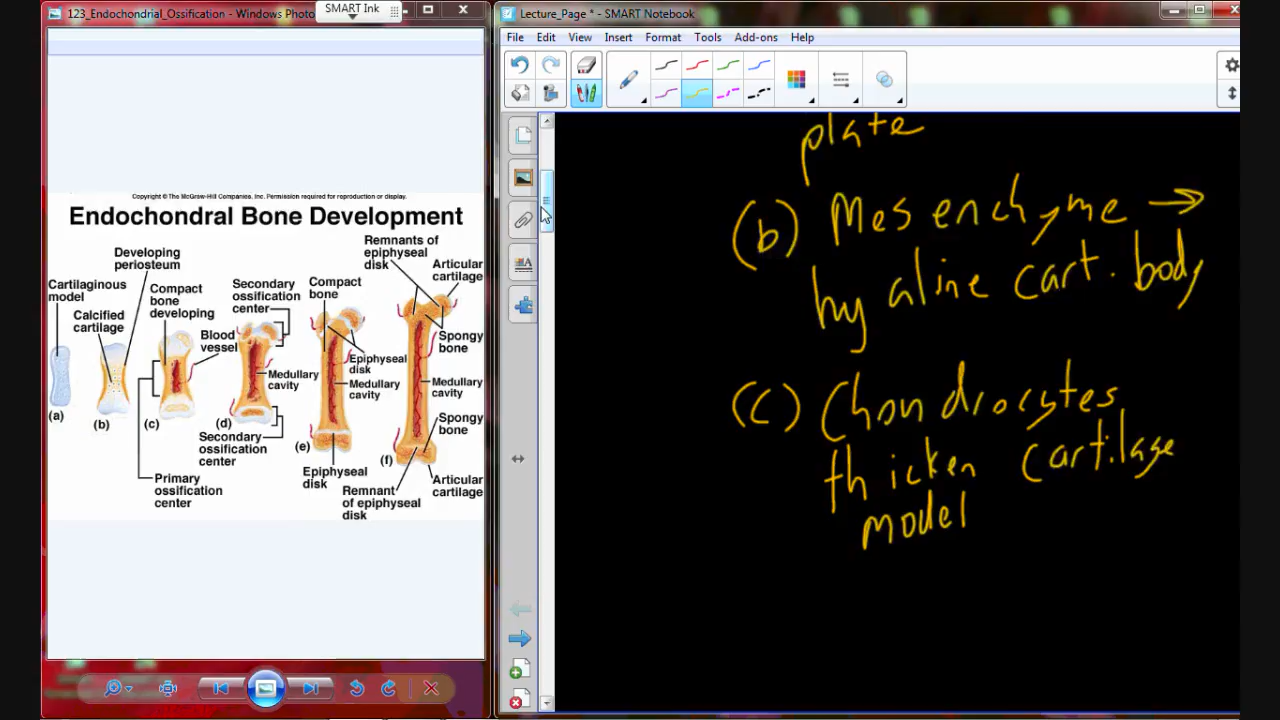 123_Endochondral_Ossification - Windows Photo
SMART Ink
Lecture_Page * - SMART Notebook
File Edit View Insert Format Tools Add-ons Help
Copyright © The McGraw-Hill Companies, Inc. Permission required for reproduction or display.
Endochondral Bone Development
Cartilaginous
model
Calcified
cartilage
Developing
periosteum
Compact
bone
developing
Blood
vessel
Secondary
ossification
center
Compact
bone
Remnants of
epiphyseal
disk
Articular
cartilage
Spongy
bone
Epiphyseal
disk
Medullary
cavity
Medullary
cavity
Medullary
cavity
Spongy
bone
(a)
(b)
(c)
(d)
(e)
(f)
Secondary
ossification
center
Primary
ossification
center
Epiphyseal
disk
Remnant
of epiphyseal
disk
Articular
cartilage
plate
(b) Mesenchyme →
hyaline cart. body
(c) Chondrocytes
thicken cartilage
model